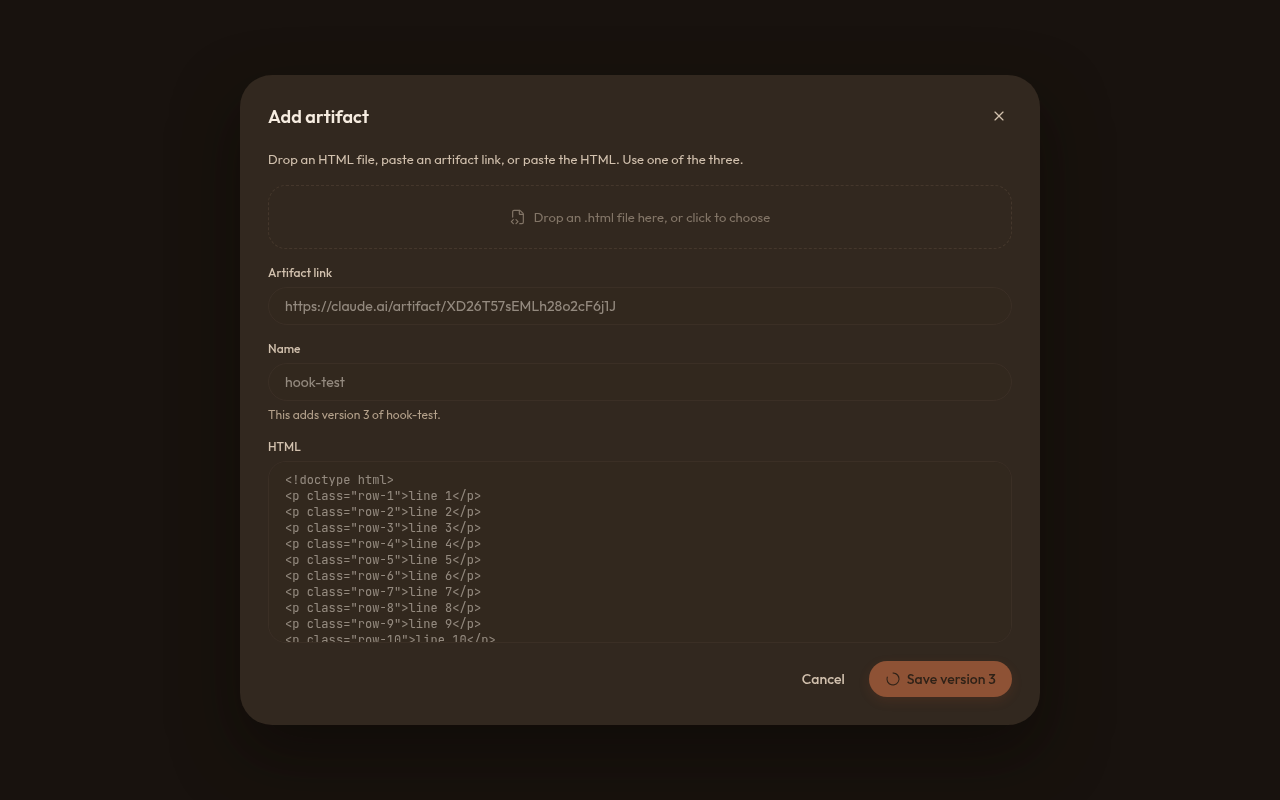 Add artifact
Drop an HTML file, paste an artifact link, or paste the HTML. Use one of the three.
Drop an .html file here, or click to choose
Artifact link
https://claude.ai/artifact/XD26T57sEMLh28o2cF6j1J
Name
hook-test
This adds version 3 of hook-test.
HTML
<!doctype html>
<p class="row-1">line 1</p>
<p class="row-2">line 2</p>
<p class="row-3">line 3</p>
<p class="row-4">line 4</p>
<p class="row-5">line 5</p>
<p class="row-6">line 6</p>
<p class="row-7">line 7</p>
<p class="row-8">line 8</p>
<p class="row-9">line 9</p>
<p class="row-10">line 10</p>
Cancel
Save version 3